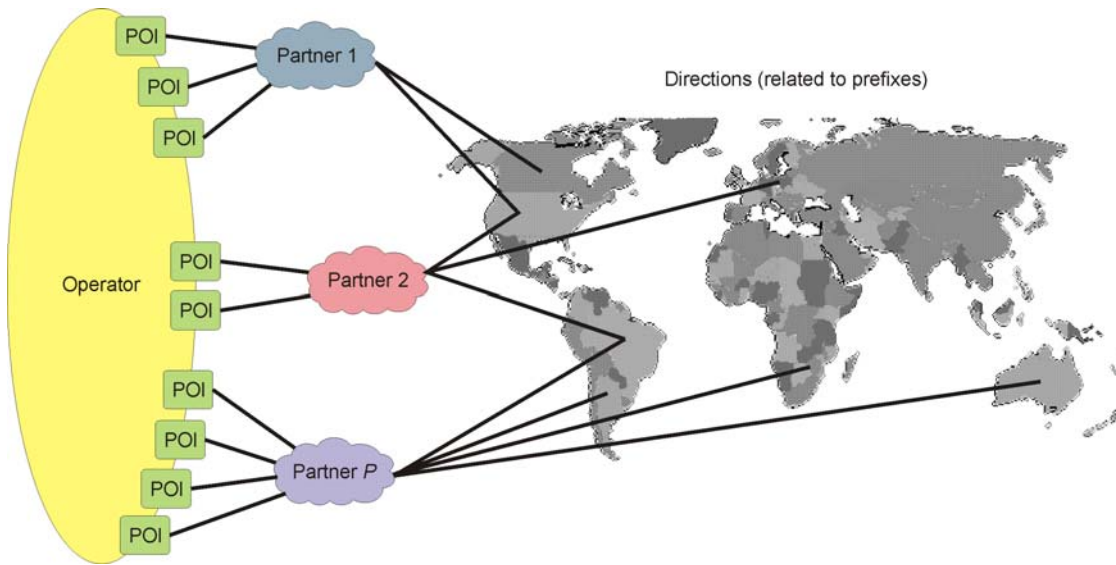 POI
Partner 1
POI
Directions (related to prefixes)
POI
POI
Operator
Partner 2
POI
POI
POI
Partner P
POI
POI